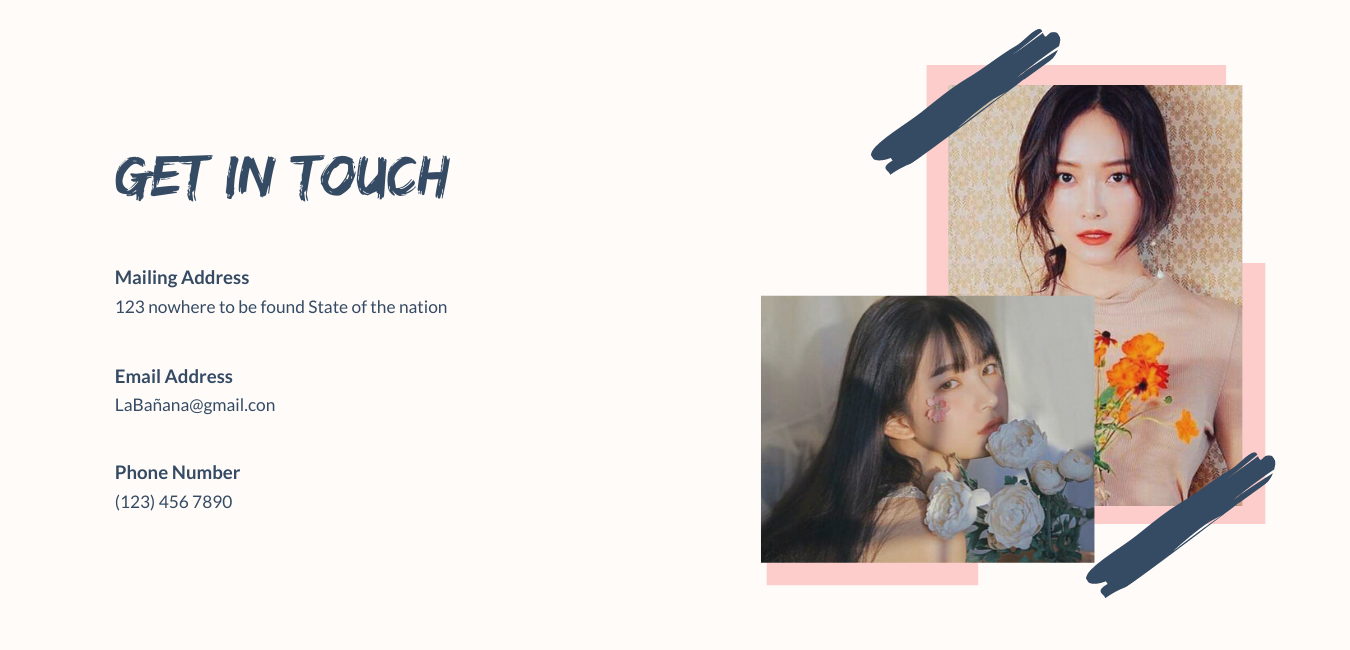 GET IN TOUCH
Mailing Address
123 nowhere to be found State of the nation
Email Address
LaBañana@gmail.con
Phone Number
(123) 456 7890